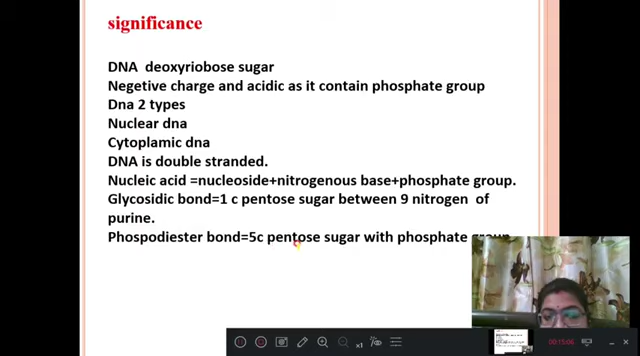 significance
DNA deoxyriobose sugar
Negetive charge and acidic as it contain phosphate group
Dna 2 types
Nuclear dna
Cytoplamic dna
DNA is double stranded.
Nucleic acid =nucleoside+nitrogenous base+phosphate group.
Glycosidic bond=1 c pentose sugar between 9 nitrogen of
purine.
Phospodiester bond=5c pentose sugar with phosphate group
x1
00:15:06